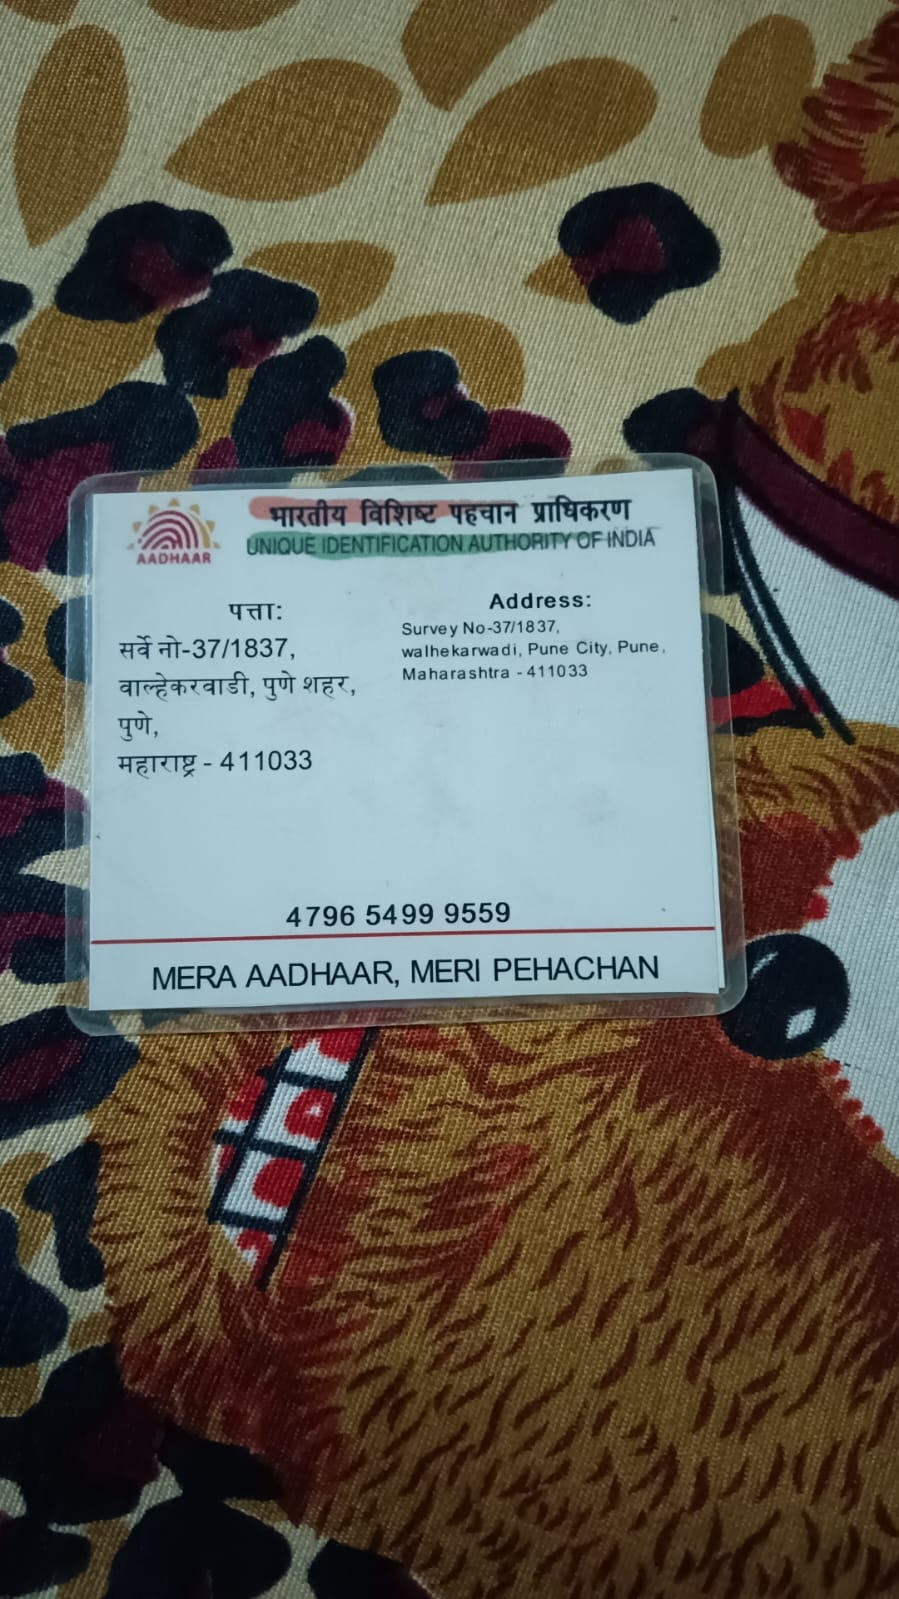 भारतीय विशिष्ट पहचान प्राधिकरण
UNIQUE IDENTIFICATION AUTHORITY OF INDIA
AADHAAR
पत्ता:
सर्वे नो-37/1837,
वाल्हेकरवाडी, पुणे शहर,
पुणे,
महाराष्ट्र - 411033
Address:
Survey No-37/1837,
walhekarwadi, Pune City, Pune,
Maharashtra - 411033
4796 5499 9559
MERA AADHAAR, MERI PEHACHAN